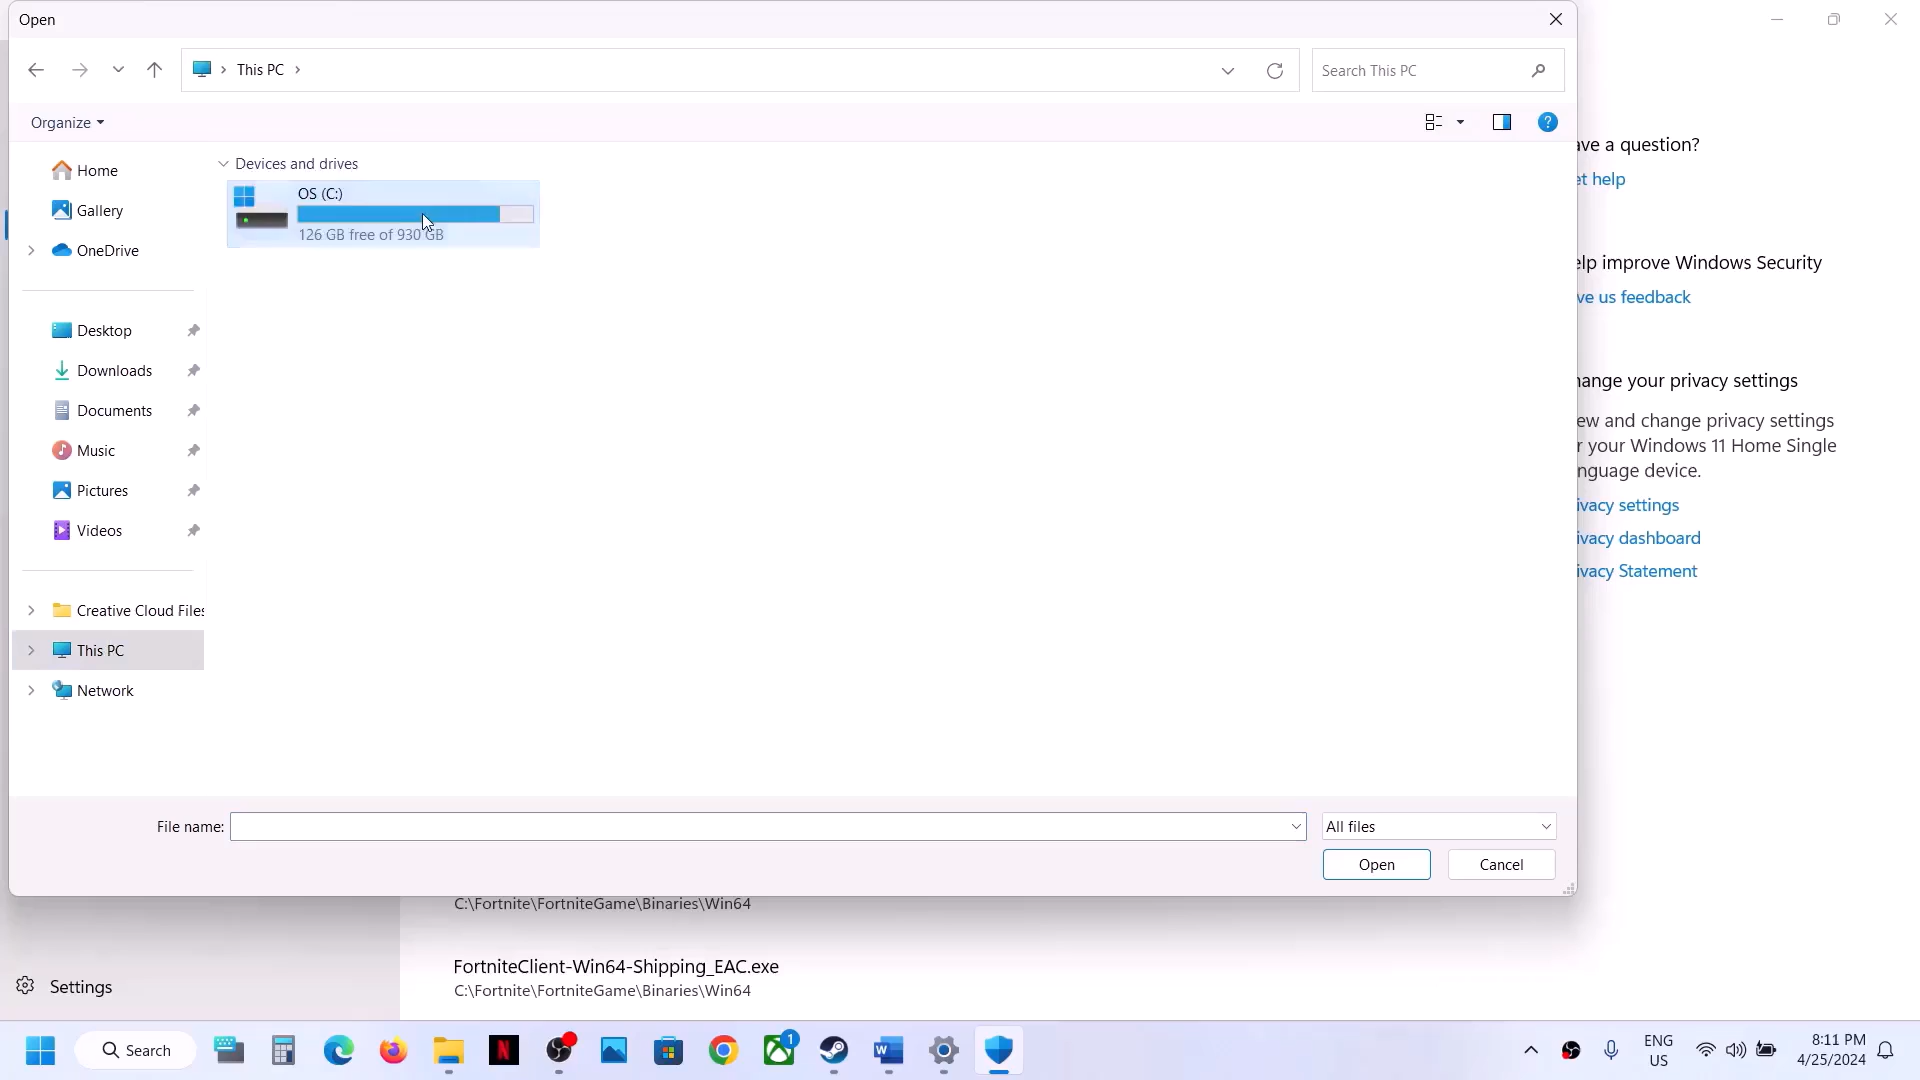 Open
This PC
Search This PC
Organize
Home
Gallery
OneDrive
Desktop
Downloads
Documents
Music
Pictures
Videos
Creative Cloud Files
This PC
Network
Devices and drives
OS (C:)
126 GB free of 930 GB
File name:
All files
Open
Cancel
ave a question?
et help
elp improve Windows Security
ve us feedback
hange your privacy settings
ew and change privacy settings
r your Windows 11 Home Single
nguage device.
ivacy settings
ivacy dashboard
ivacy Statement
C:\Fortnite\FortniteGame\Binaries\Win64
FortniteClient-Win64-Shipping_EAC.exe
C:\Fortnite\FortniteGame\Binaries\Win64
Settings
Search
1
ENG
US
8:11 PM
4/25/2024